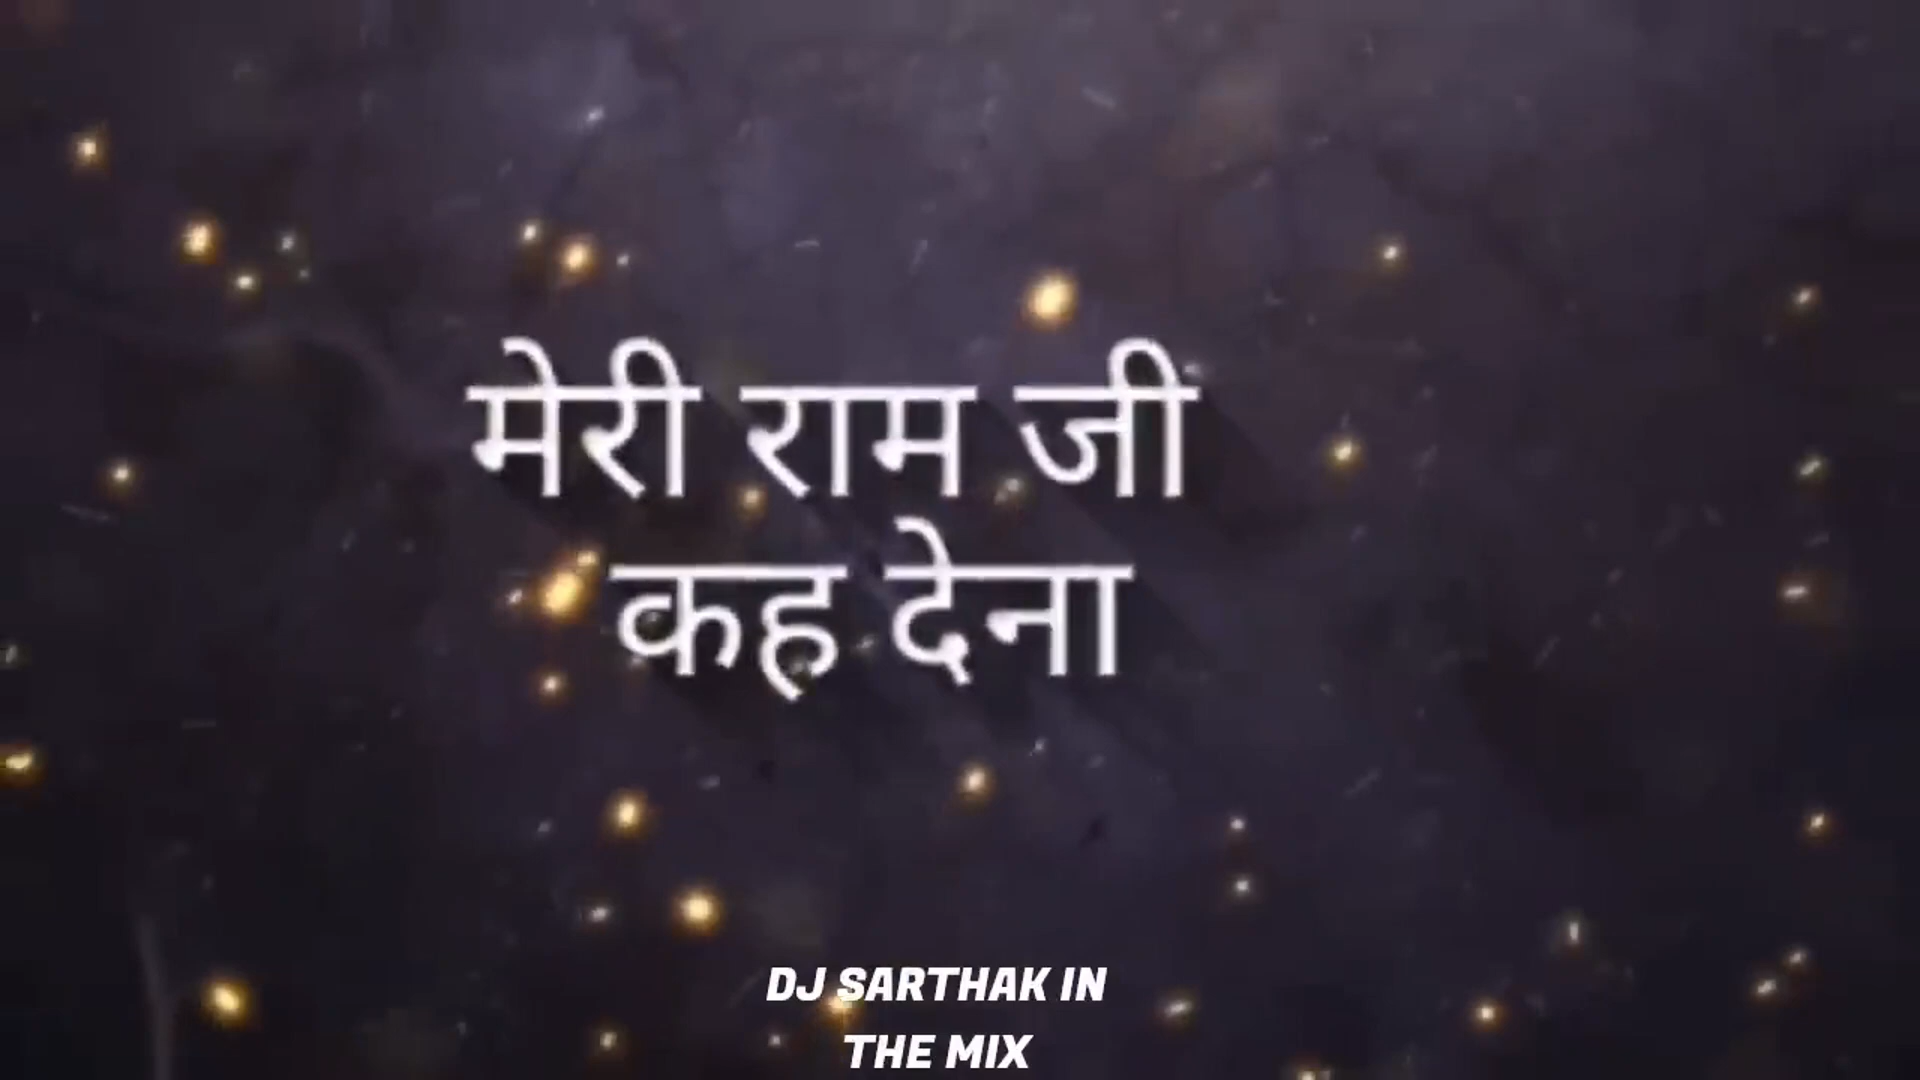 मेरी राम जी
कह देना
DJ SARTHAK IN
THE MIX